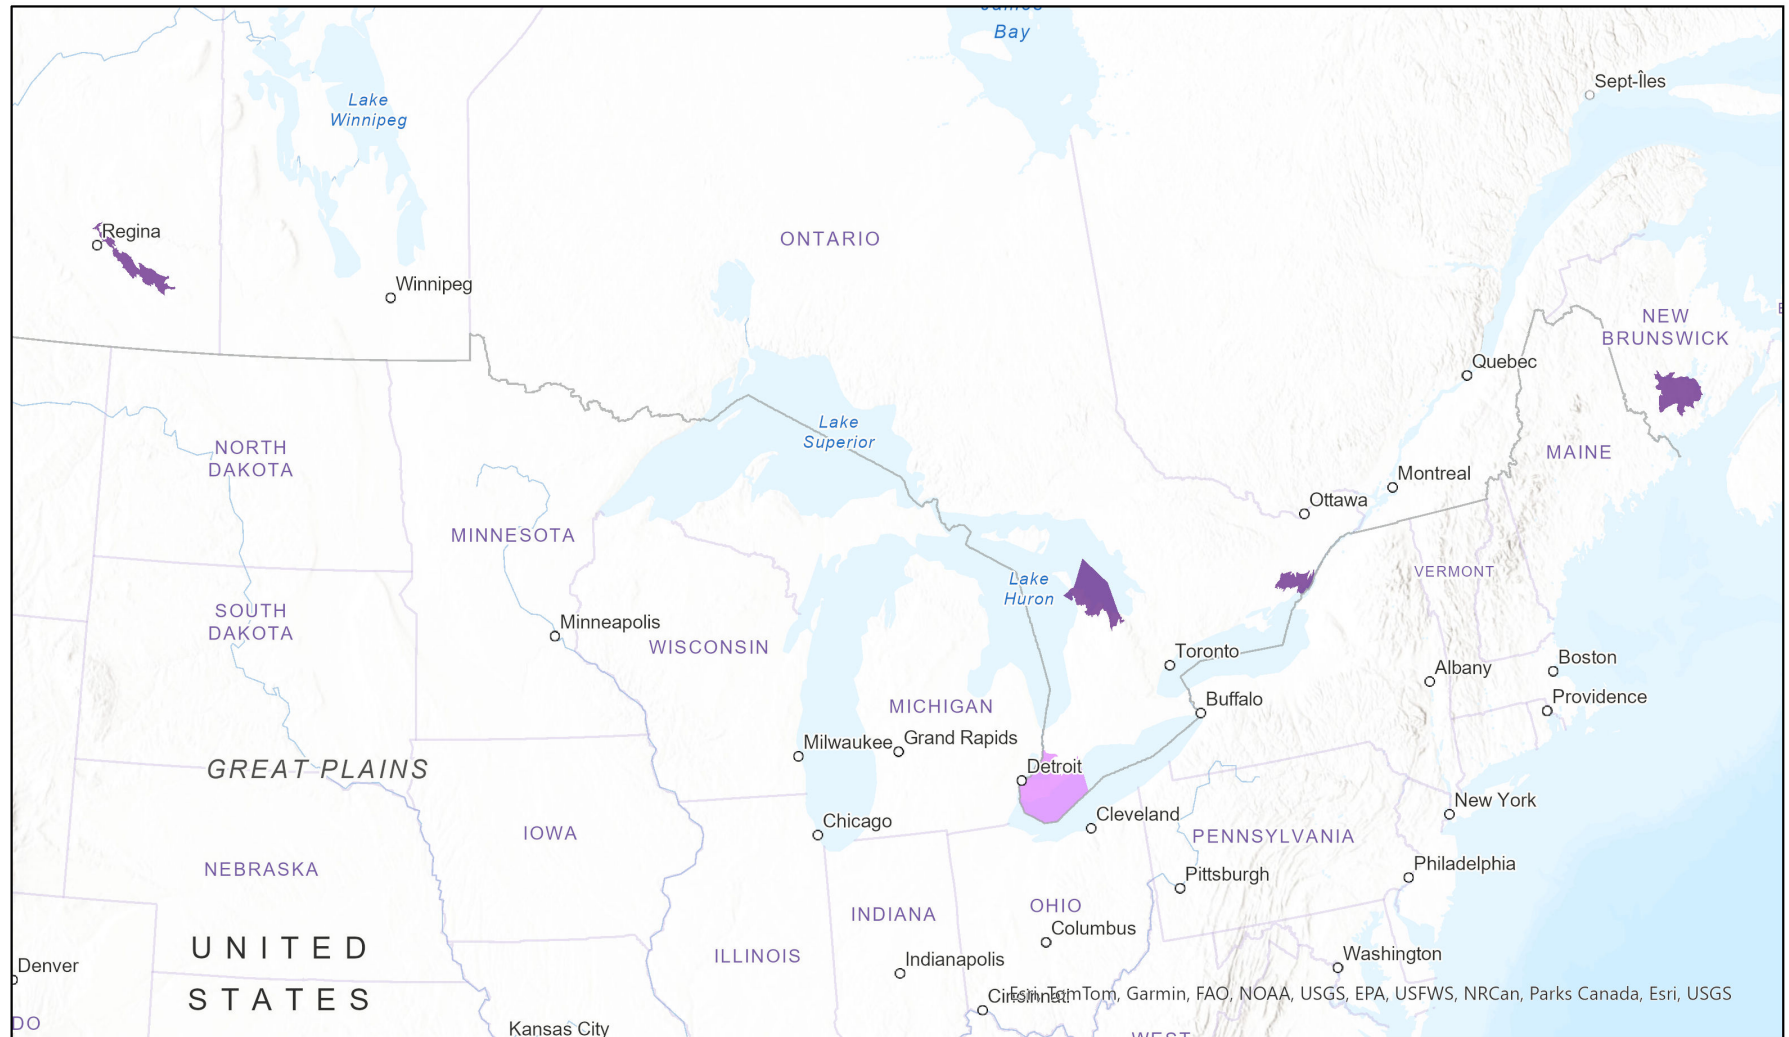 James
Bay
Sept-Îles
Lake
Winnipeg
Regina
ONTARIO
Winnipeg
NEW
BRUNSWICK
Quebec
Lake
Superior
NORTH
DAKOTA
MAINE
Montreal
Ottawa
MINNESOTA
VERMONT
Lake
Huron
SOUTH
DAKOTA
Minneapolis
WISCONSIN
Toronto
Boston
Albany
Providence
Buffalo
MICHIGAN
Milwaukee
Grand Rapids
GREAT PLAINS
Detroit
New York
Cleveland
Chicago
IOWA
PENNSYLVANIA
NEBRASKA
Philadelphia
Pittsburgh
OHIO
INDIANA
Columbus
UNITED
STATES
ILLINOIS
Indianapolis
Washington
Denver
Cincinnati
Esri, TomTom, Garmin, FAO, NOAA, USGS, EPA, USFWS, NRCan, Parks Canada, Esri, USGS
DO
Kansas City
WEST